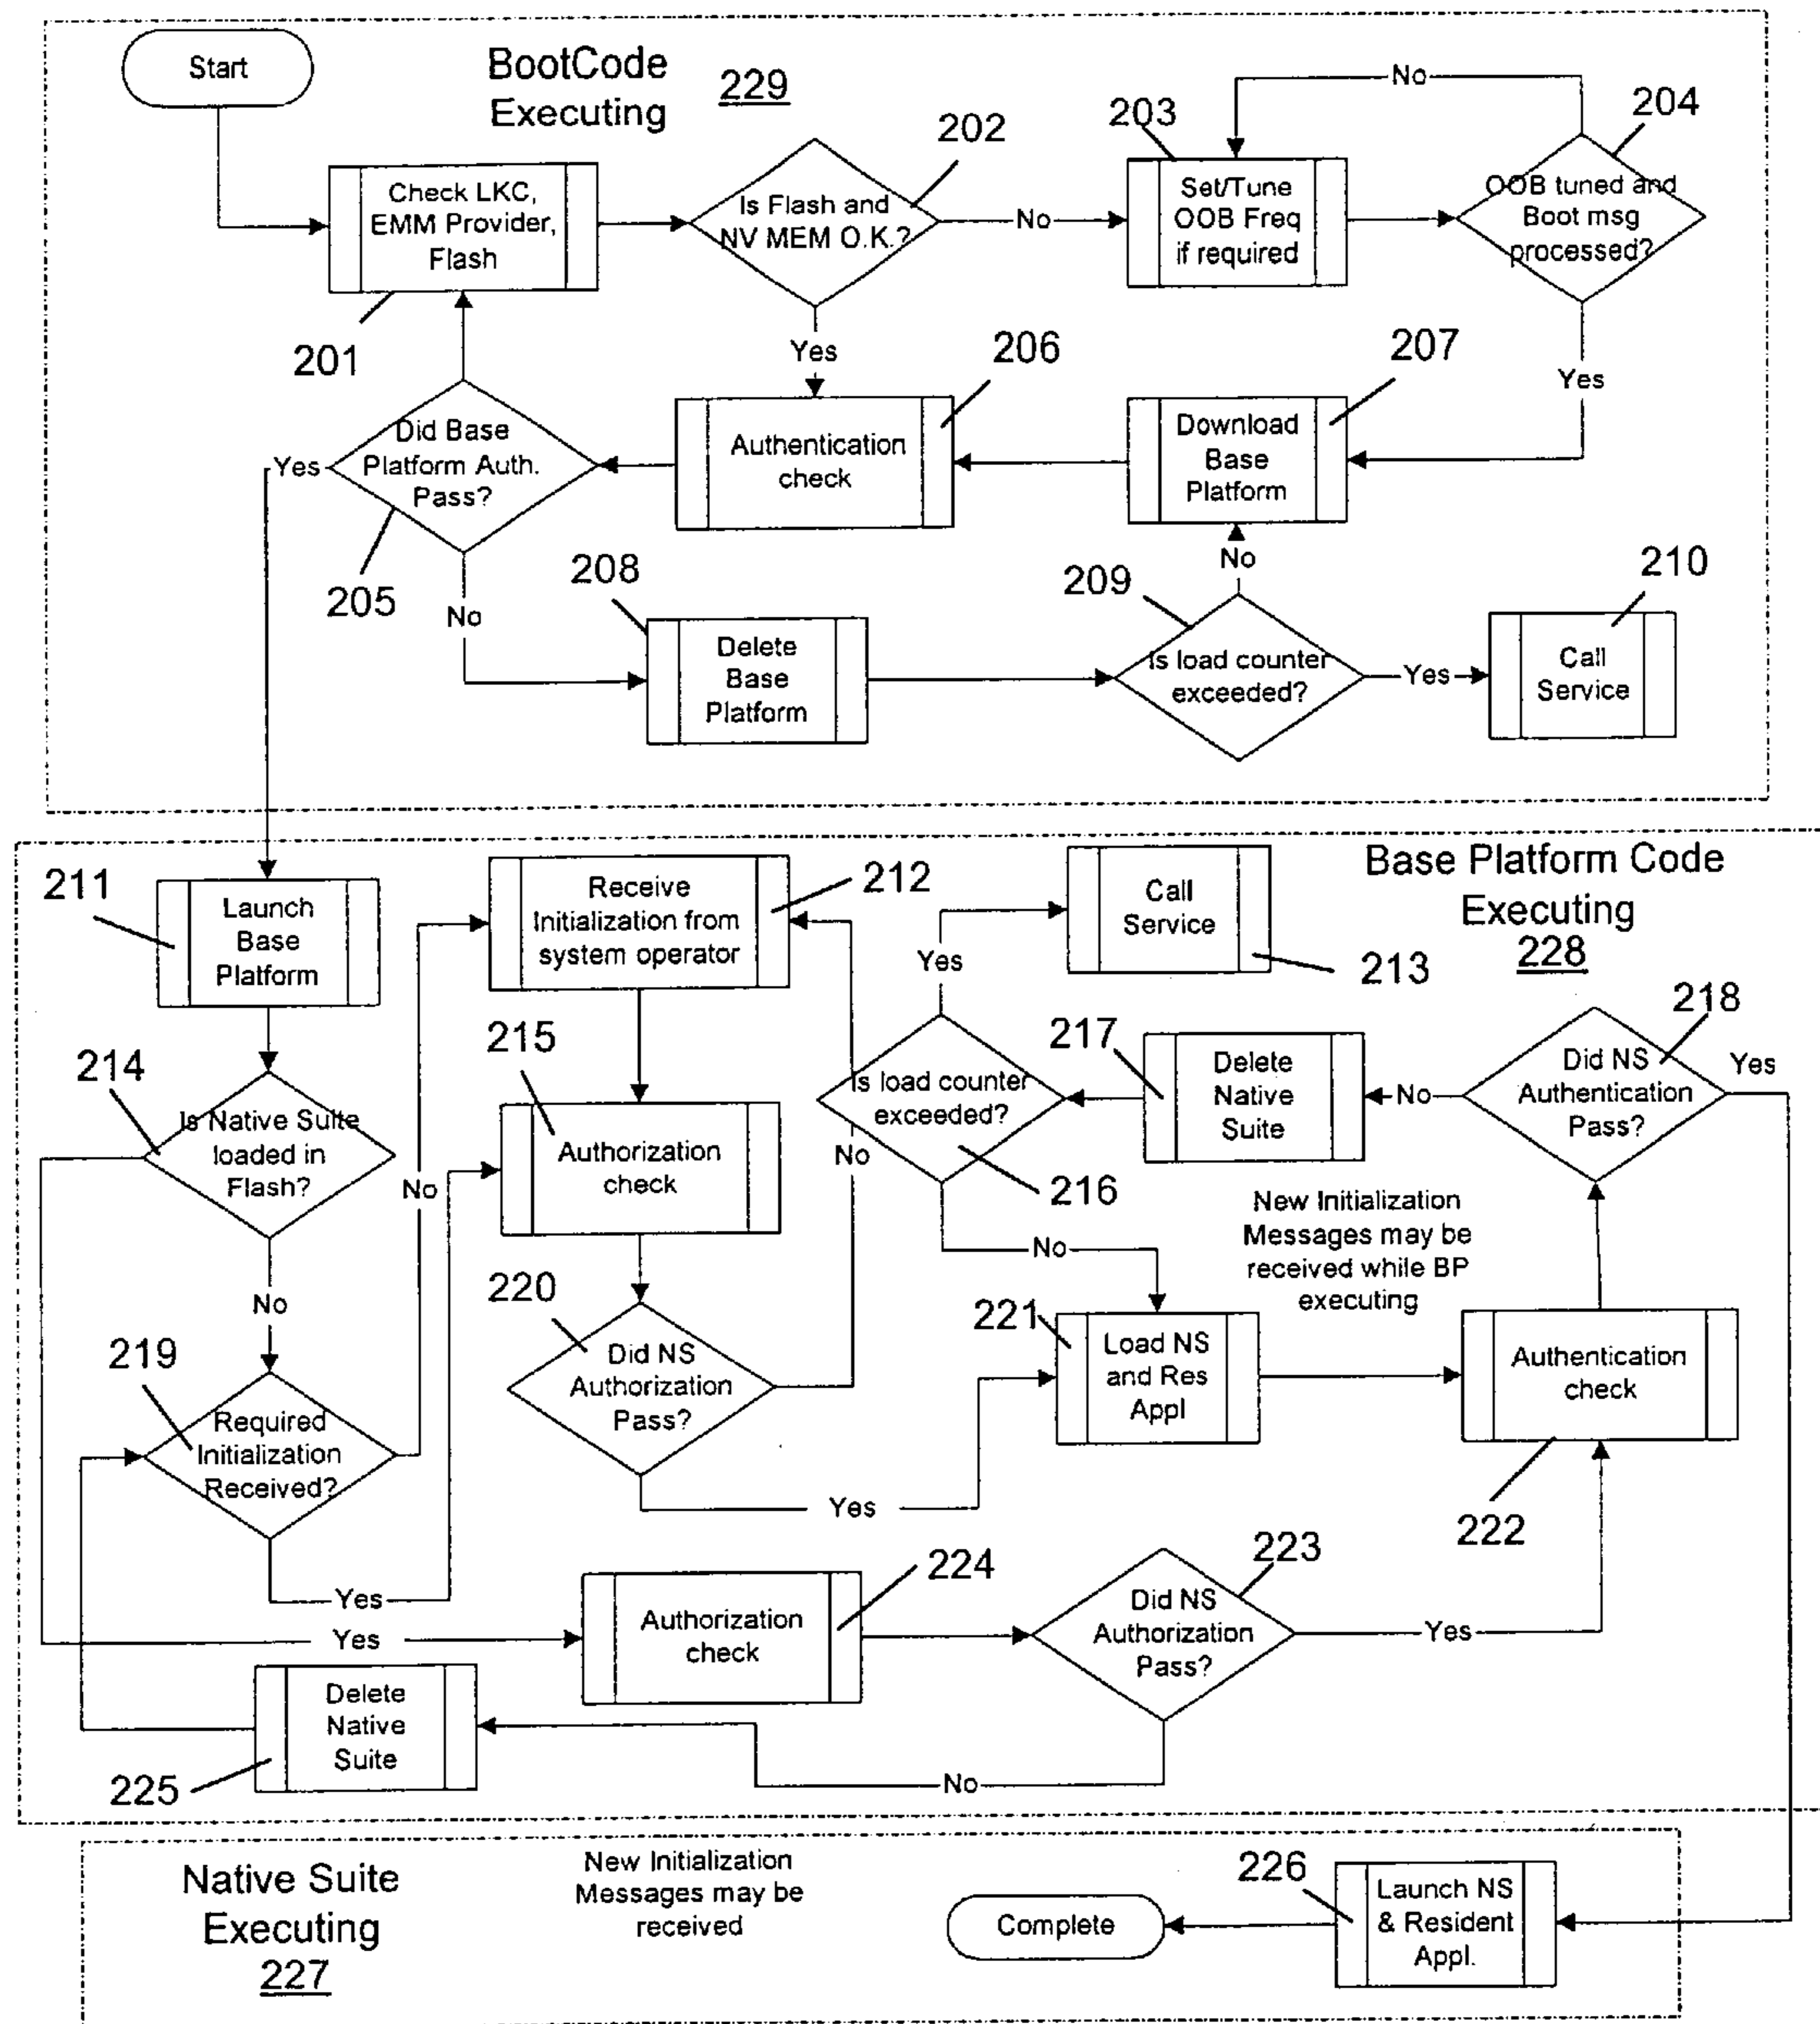 Start
BootCode
Executing
229
Check LKC,
EMM Provider,
Flash
201
Is Flash and
NV MEM O.K.?
202
No
Yes
203
Set/Tune
OOB Freq
if required
No
204
OOB tuned and
Boot msg
processed?
Yes
Did Base
Platform Auth.
Pass?
Yes
205
No
206
Authentication
check
207
Download
Base
Platform
No
208
Delete
Base
Platform
209
Is load counter
exceeded?
Yes
210
Call
Service
Base Platform Code
Executing
228
211
Launch
Base
Platform
212
Receive
Initialization from
system operator
Call
Service
213
Yes
214
Is Native Suite
loaded in
Flash?
No
No
215
Authorization
check
Is load counter
exceeded?
216
No
No
217
Delete
Native
Suite
No
218
Did NS
Authentication
Pass?
Yes
New Initialization
Messages may be
received while BP
executing
219
Required
Initialization
Received?
Yes
220
Did NS
Authorization
Pass?
Yes
221
Load NS
and Res
Appl
Authentication
check
222
Yes
Authorization
check
224
Did NS
Authorization
Pass?
223
Yes
No
Delete
Native
Suite
225
Native Suite
Executing
227
New Initialization
Messages may be
received
Complete
226
Launch NS
& Resident
Appl.